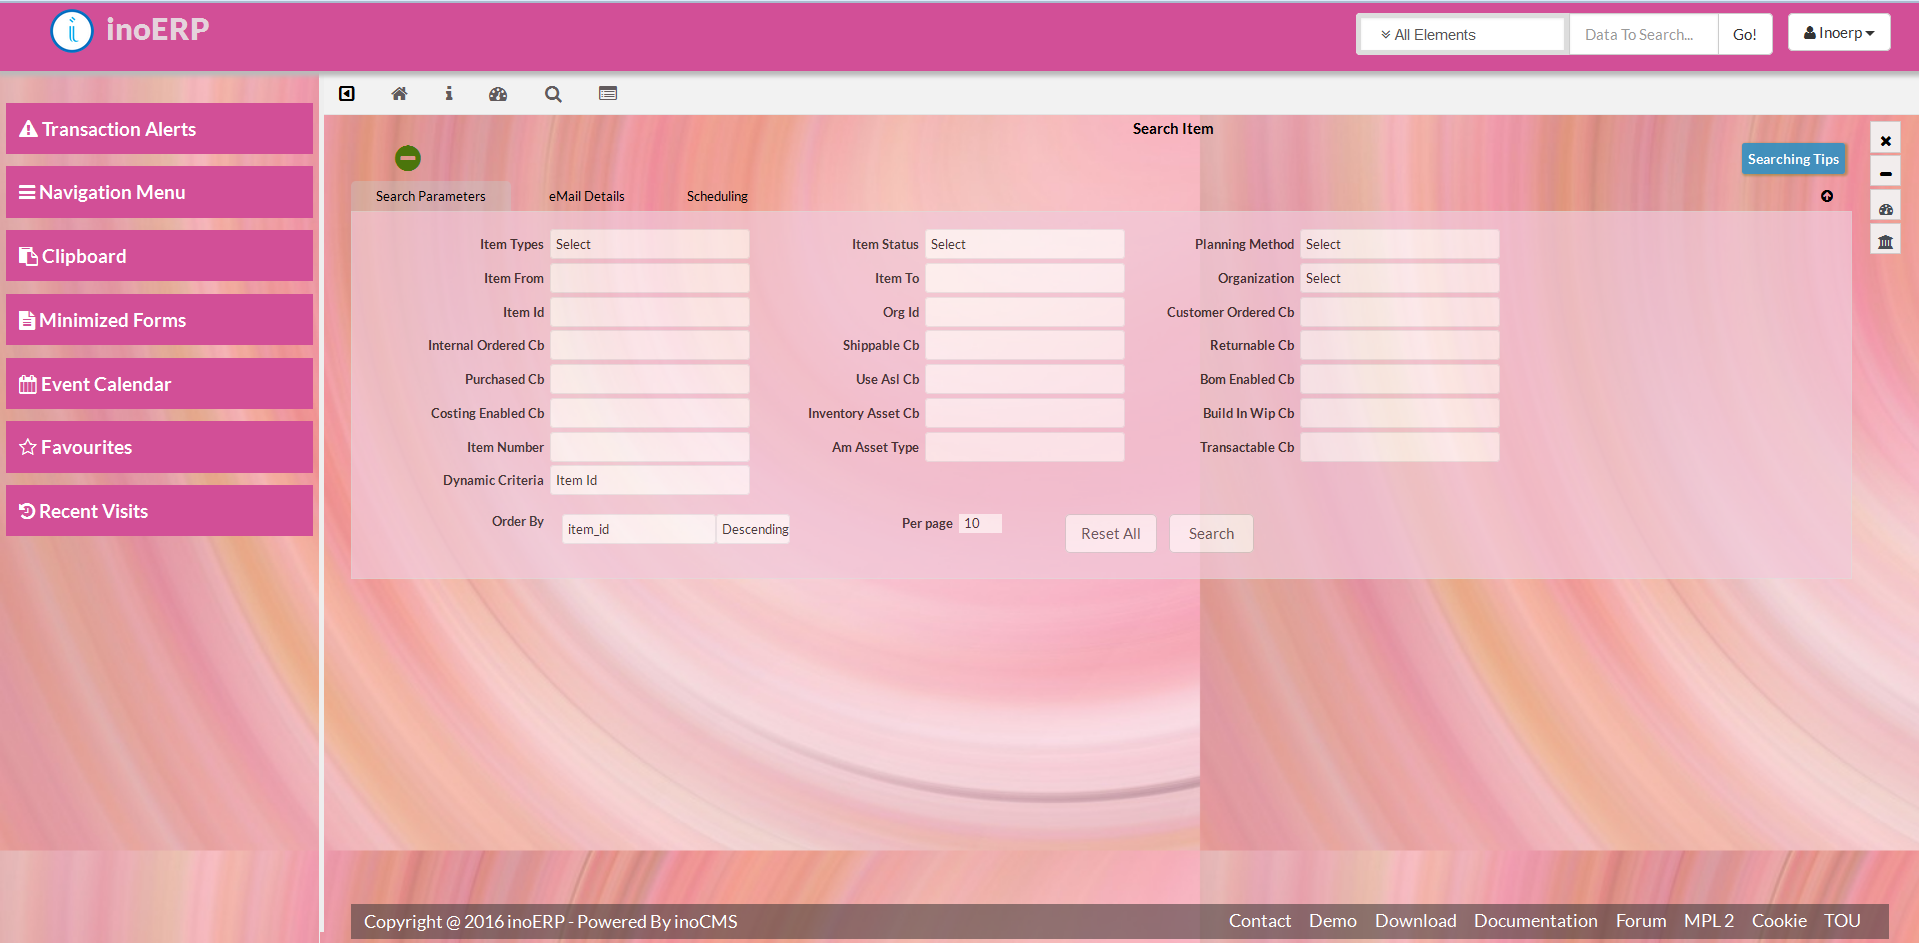 inoERP
All Elements
Data To Search...
Go!
Inoerp
Transaction Alerts
Navigation Menu
Clipboard
Minimized Forms
Event Calendar
Favourites
Recent Visits
Search Item
Searching Tips
Search Parameters
eMail Details
Scheduling
Item Types Select
Item Status Select
Planning Method Select
Item From
Item To
Organization Select
Item Id
Org Id
Customer Ordered Cb
Internal Ordered Cb
Shippable Cb
Returnable Cb
Purchased Cb
Use Asl Cb
Bom Enabled Cb
Costing Enabled Cb
Inventory Asset Cb
Build In Wip Cb
Item Number
Am Asset Type
Transactable Cb
Dynamic Criteria Item Id
Order By item_id Descending
Per page 10
Reset All
Search
Copyright @ 2016 inoERP - Powered By inoCMS
Contact Demo Download Documentation Forum MPL 2 Cookie TOU